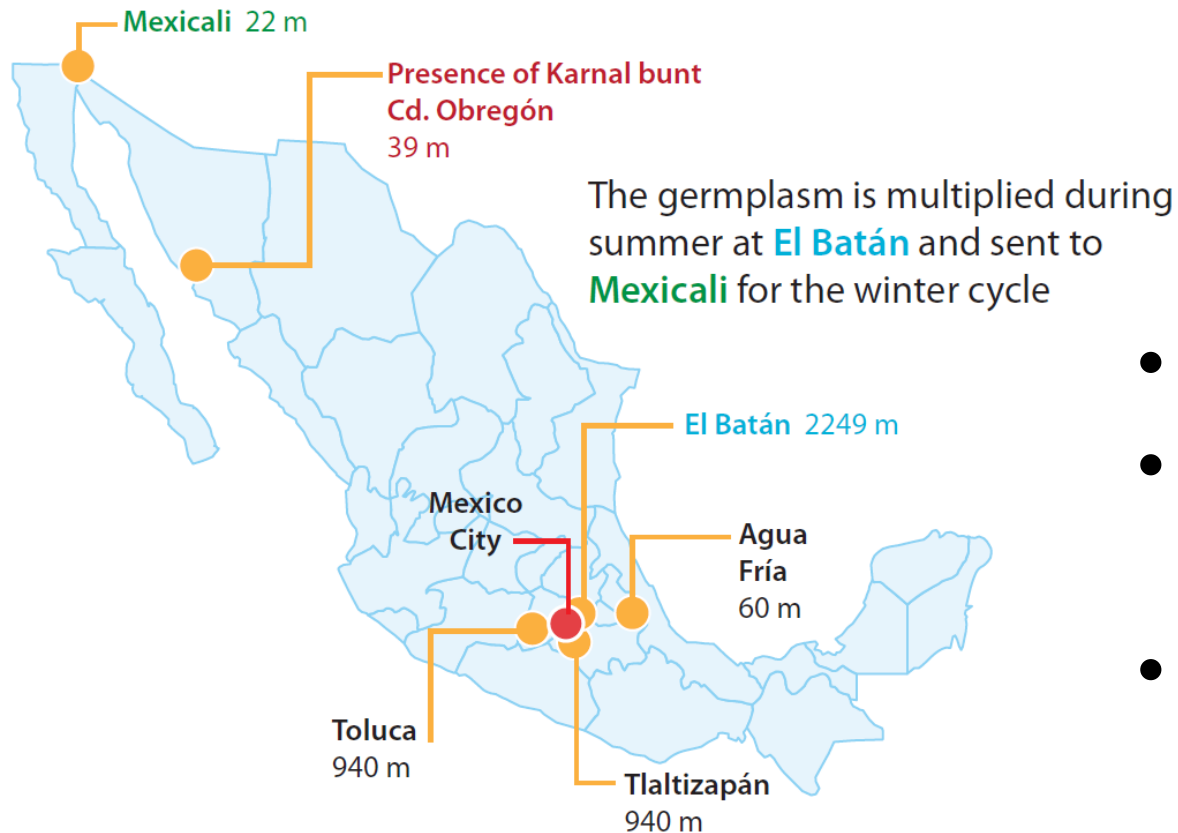 Mexicali 22 m
Presence of Karnal bunt
Cd. Obregón
39 m
The germplasm is multiplied during
summer at El Batán and sent to
Mexicali for the winter cycle
El Batán 2249 m
Mexico
City
Agua
Fría
60 m
Toluca
940 m
Tlaltizapán
940 m